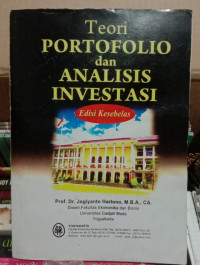 Teori
PORTOFOLIO
dan
ANALISIS
INVESTASI
Edisi Kesebelas
Prof. Dr. Jogiyanto Hartono, M.B.A., CA.
Dosen Fakultas Ekonomika dan Bisnis
Universitas Gadjah Mada
Yogyakarta